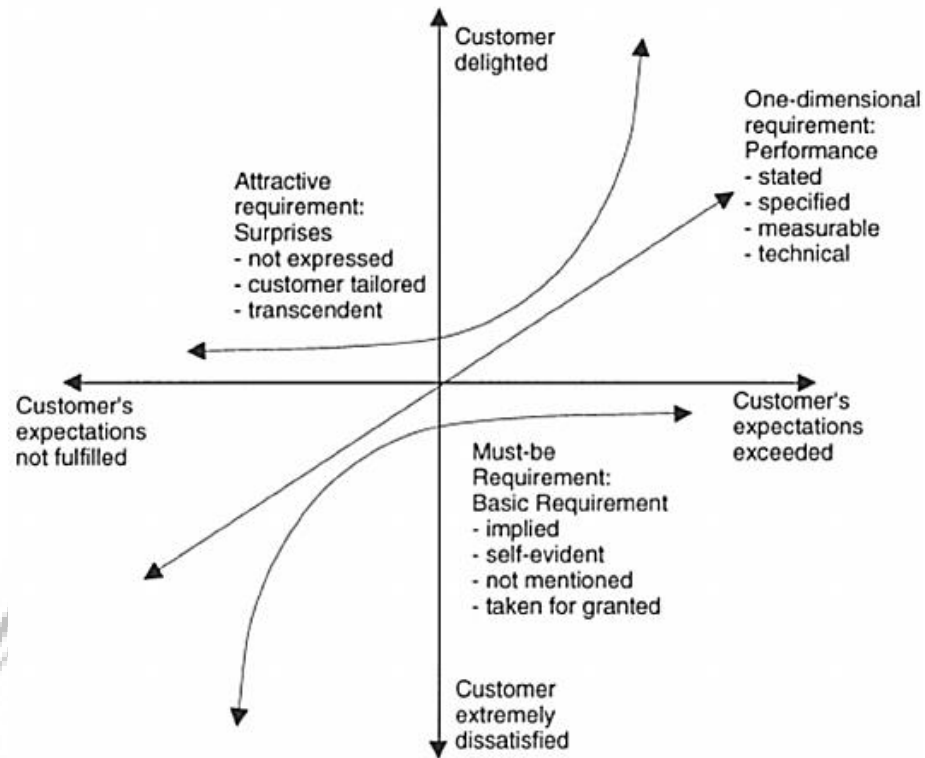 Customer
delighted
One-dimensional
requirement:
Performance
- stated
- specified
- measurable
- technical
Attractive
requirement:
Surprises
- not expressed
- customer tailored
- transcendent
Customer's
expectations
not fulfilled
Customer's
expectations
exceeded
Must-be
Requirement:
Basic Requirement
- implied
- self-evident
- not mentioned
- taken for granted
Customer
extremely
dissatisfied